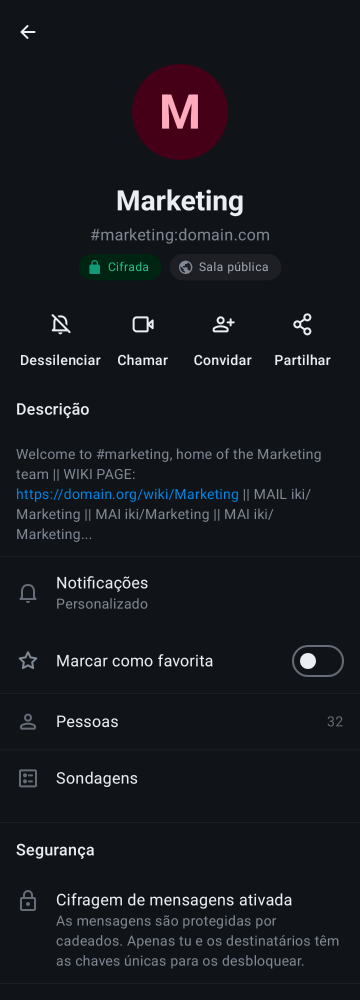 M
Marketing
#marketing:domain.com
Cifrada
Sala pública
Dessilenciar
Chamar
Convidar
Partilhar
Descrição
Welcome to #marketing, home of the Marketing
team || WIKI PAGE:
https://domain.org/wiki/Marketing || MAIL iki/
Marketing || MAI iki/Marketing || MAI iki/
Marketing...
Notificações
Personalizado
Marcar como favorita
Pessoas
32
Sondagens
Segurança
Cifragem de mensagens ativada
As mensagens são protegidas por
cadeados. Apenas tu e os destinatários têm
as chaves únicas para os desbloquear.